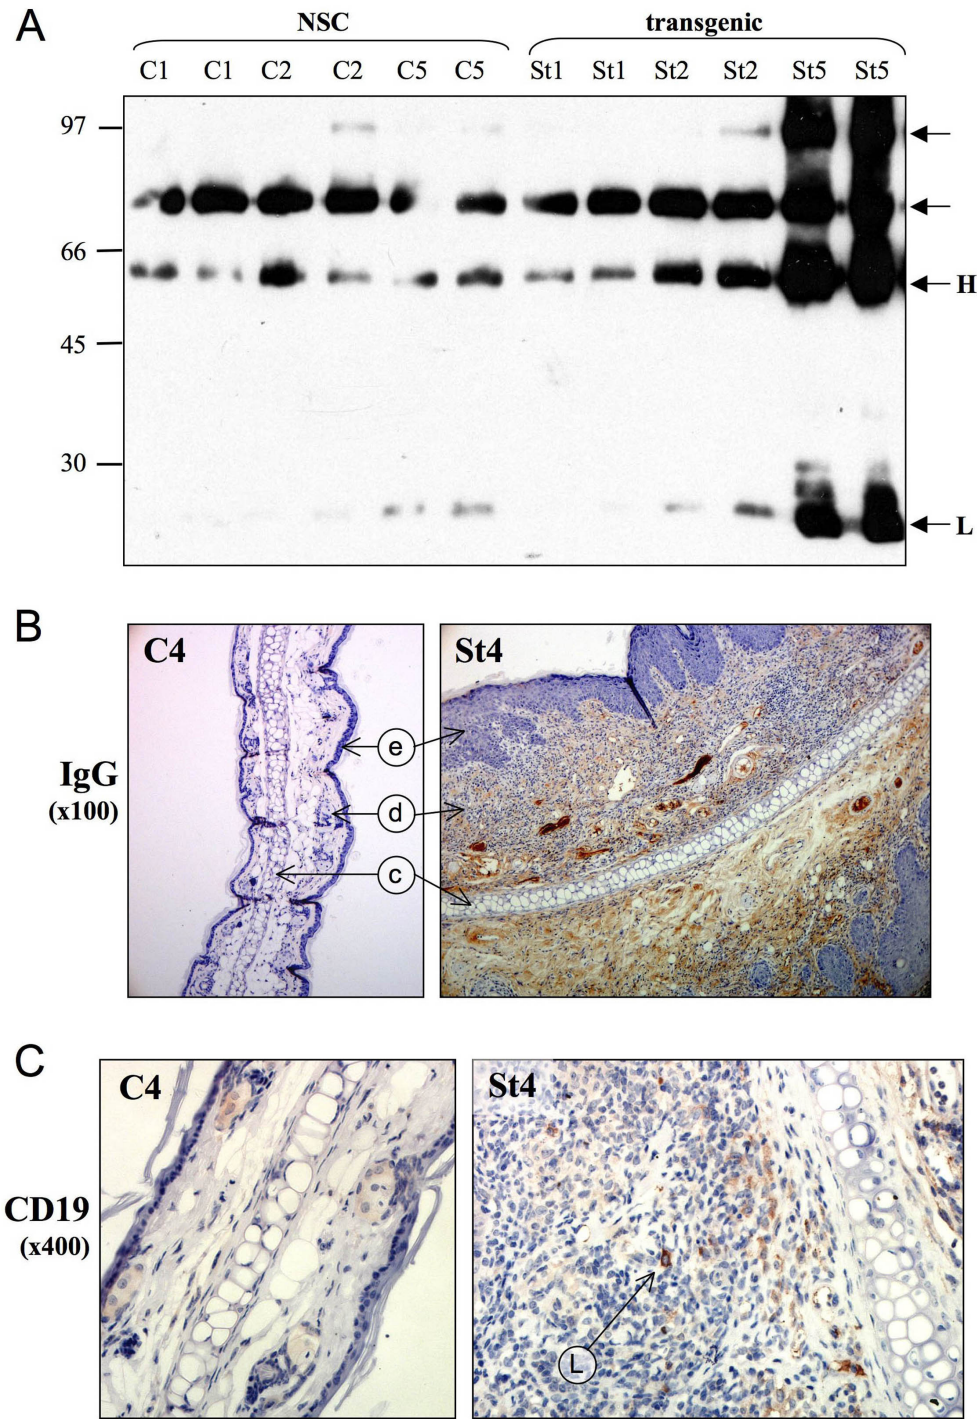 A
NSC transgenic
C1 C1 C2 C2 C5 C5 St1 St1 St2 St2 St5 St5
97
66
H
45
30
L
B
C4 St4
e
IgG
(x100)
d
c
C
C4 St4
CD19
(x400)
L